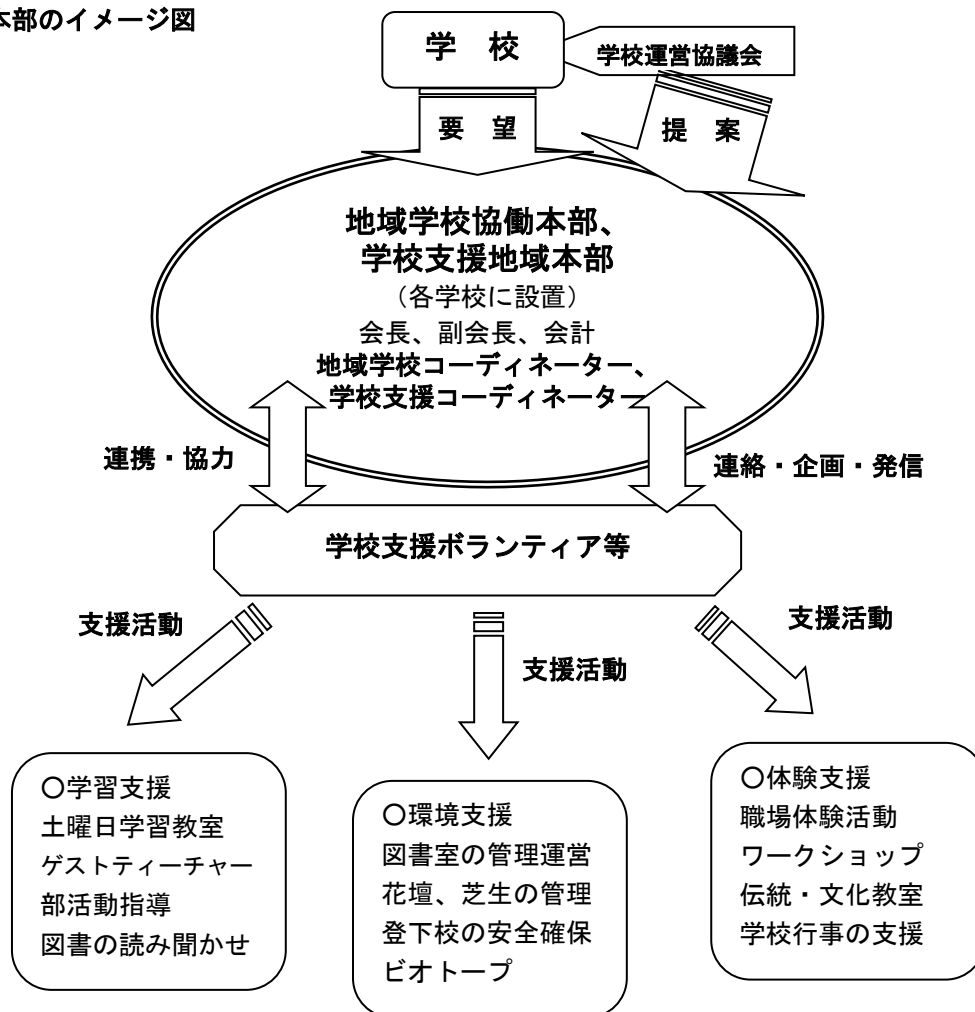 本部のイメージ図
学　校
学校運営協議会
要　望
提　案
地域学校協働本部、
学校支援地域本部
（各学校に設置）
会長、副会長、会計
地域学校コーディネーター、
学校支援コーディネーター
連携・協力
連絡・企画・発信
学校支援ボランティア等
支援活動
支援活動
支援活動
〇学習支援
土曜日学習教室
ゲストティーチャー
部活動指導
図書の読み聞かせ
〇環境支援
図書室の管理運営
花壇、芝生の管理
登下校の安全確保
ビオトープ
〇体験支援
職場体験活動
ワークショップ
伝統・文化教室
学校行事の支援